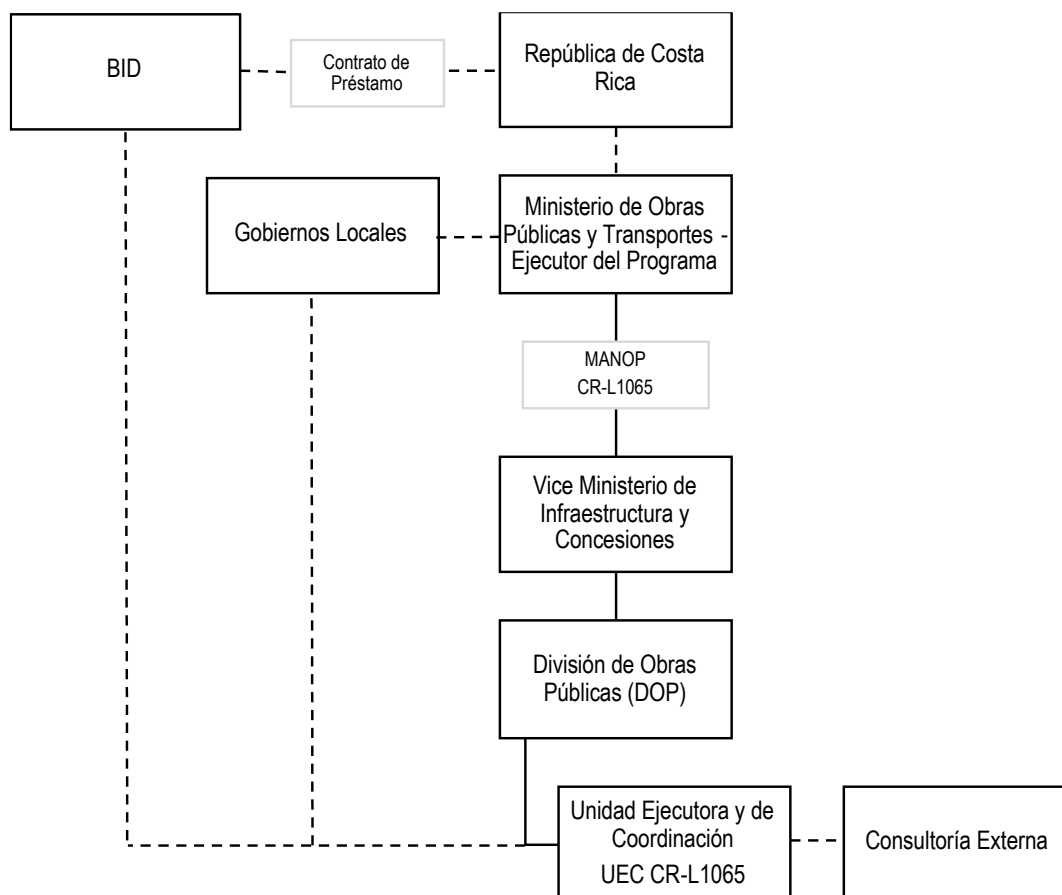 BID
Contrato de
Préstamo
República de Costa
Rica
Gobiernos Locales
Ministerio de Obras
Públicas y Transportes -
Ejecutor del Programa
MANOP
CR-L1065
Vice Ministerio de
Infraestructura y
Concesiones
División de Obras
Públicas (DOP)
Unidad Ejecutora y de
Coordinación
UEC CR-L1065
Consultoría Externa